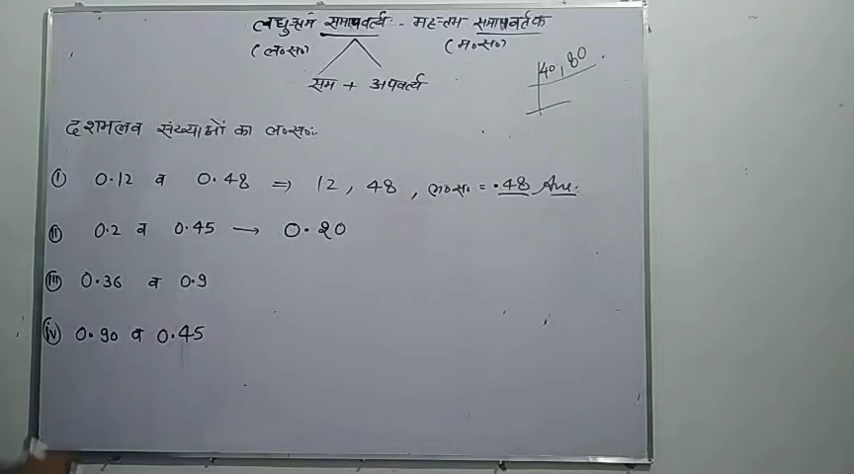 लघुत्तम समापवर्त्य - महत्तम समापवर्तक
(ल०स०) (म०स०)
सम + अपवर्त्य
40, 80
दशमलव संख्याओं का ल०स०:-
(i) 0.12 व 0.48 ⇒ 12, 48, ल०स० = .48 Ans.
(ii) 0.2 व 0.45 → 0.20
(iii) 0.36 व 0.9
(iv) 0.90 व 0.45